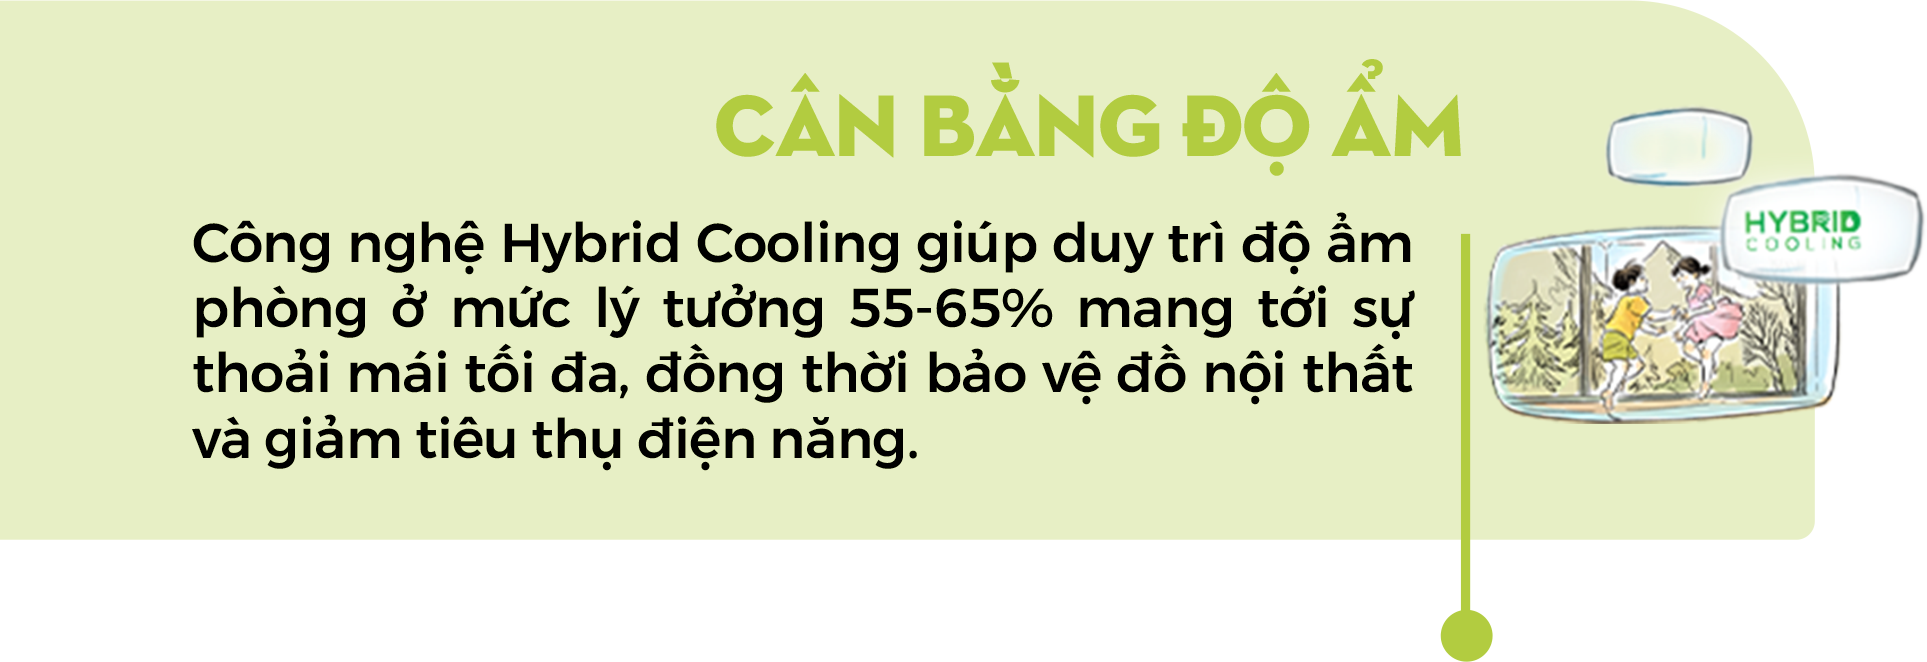 CÂN BẰNG ĐỘ ẨM
Công nghệ Hybrid Cooling giúp duy trì độ ẩm
phòng ở mức lý tưởng 55-65% mang tới sự
thoải mái tối đa, đồng thời bảo vệ đồ nội thất
và giảm tiêu thụ điện năng.
HYBRID
COOLING